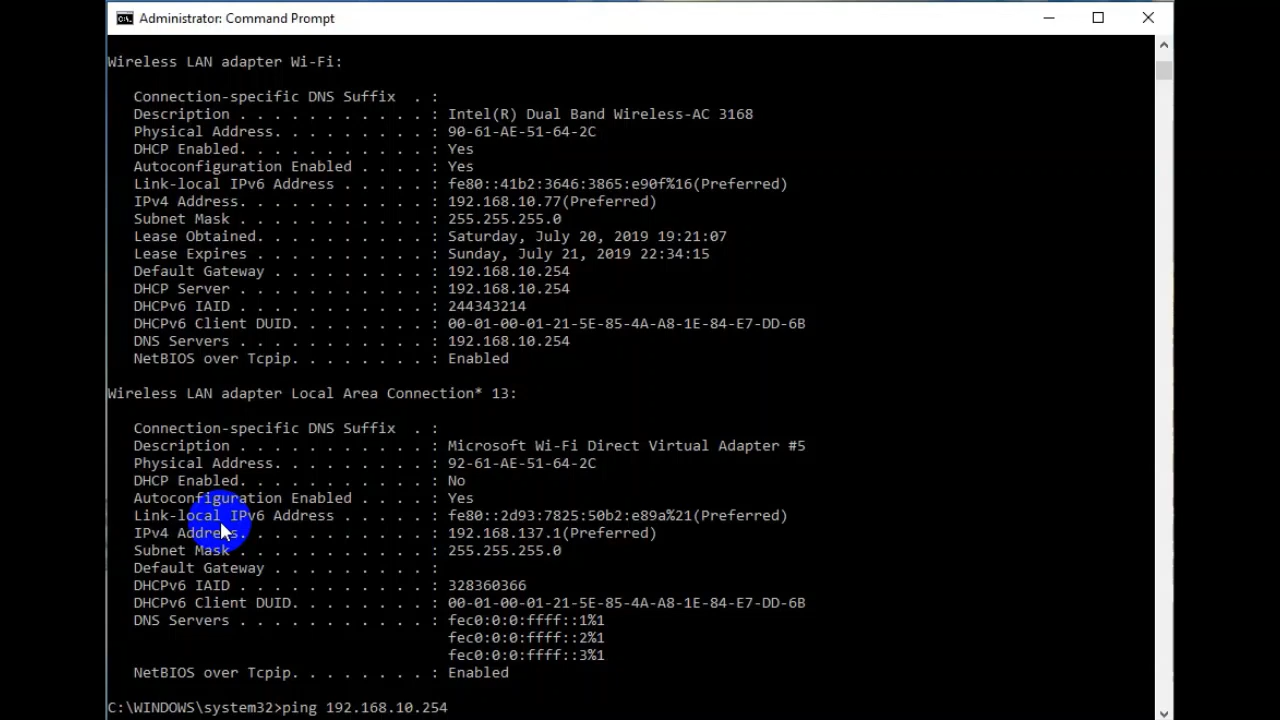 Administrator: Command Prompt
Wireless LAN adapter Wi-Fi:
Connection-specific DNS Suffix . :
Description . . . . . . . . . . . : Intel(R) Dual Band Wireless-AC 3168
Physical Address. . . . . . . . . : 90-61-AE-51-64-2C
DHCP Enabled. . . . . . . . . . . : Yes
Autoconfiguration Enabled . . . . : Yes
Link-local IPv6 Address . . . . . : fe80::41b2:3646:3865:e90f%16(Preferred)
IPv4 Address. . . . . . . . . . . : 192.168.10.77(Preferred)
Subnet Mask . . . . . . . . . . . : 255.255.255.0
Lease Obtained. . . . . . . . . . : Saturday, July 20, 2019 19:21:07
Lease Expires . . . . . . . . . . : Sunday, July 21, 2019 22:34:15
Default Gateway . . . . . . . . . : 192.168.10.254
DHCP Server . . . . . . . . . . . : 192.168.10.254
DHCPv6 IAID . . . . . . . . . . . : 244343214
DHCPv6 Client DUID. . . . . . . . : 00-01-00-01-21-5E-85-4A-A8-1E-84-E7-DD-6B
DNS Servers . . . . . . . . . . . : 192.168.10.254
NetBIOS over Tcpip. . . . . . . . : Enabled
Wireless LAN adapter Local Area Connection* 13:
Connection-specific DNS Suffix . :
Description . . . . . . . . . . . : Microsoft Wi-Fi Direct Virtual Adapter #5
Physical Address. . . . . . . . . : 92-61-AE-51-64-2C
DHCP Enabled. . . . . . . . . . . : No
Autoconfiguration Enabled . . . . : Yes
Link-local IPv6 Address . . . . . : fe80::2d93:7825:50b2:e89a%21(Preferred)
IPv4 Address. . . . . . . . . . . : 192.168.137.1(Preferred)
Subnet Mask . . . . . . . . . . . : 255.255.255.0
Default Gateway . . . . . . . . . :
DHCPv6 IAID . . . . . . . . . . . : 328360366
DHCPv6 Client DUID. . . . . . . . : 00-01-00-01-21-5E-85-4A-A8-1E-84-E7-DD-6B
DNS Servers . . . . . . . . . . . : fec0:0:0:ffff::1%1
fec0:0:0:ffff::2%1
fec0:0:0:ffff::3%1
NetBIOS over Tcpip. . . . . . . . : Enabled
C:\WINDOWS\system32>ping 192.168.10.254